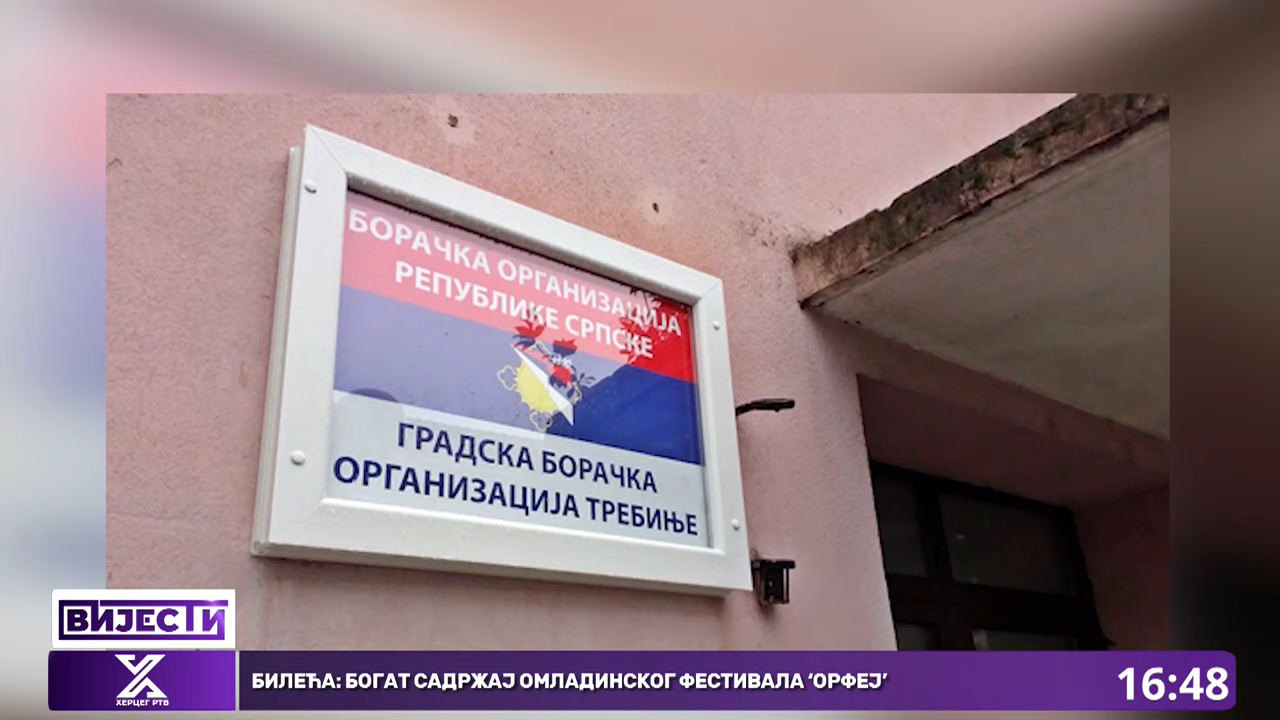 БОРАЧКА ОРГАНИЗАЦИЈА
РЕПУБЛИКЕ СРПСКЕ
ГРАДСКА БОРАЧКА
ОРГАНИЗАЦИЈА ТРЕБИЊЕ
ВИЈЕСТИ
ХЕРЦЕГ РТВ
БИЛЕЋА: БОГАТ САДРЖАЈ ОМЛАДИНСКОГ ФЕСТИВАЛА ‘ОРФЕЈ’
16:48